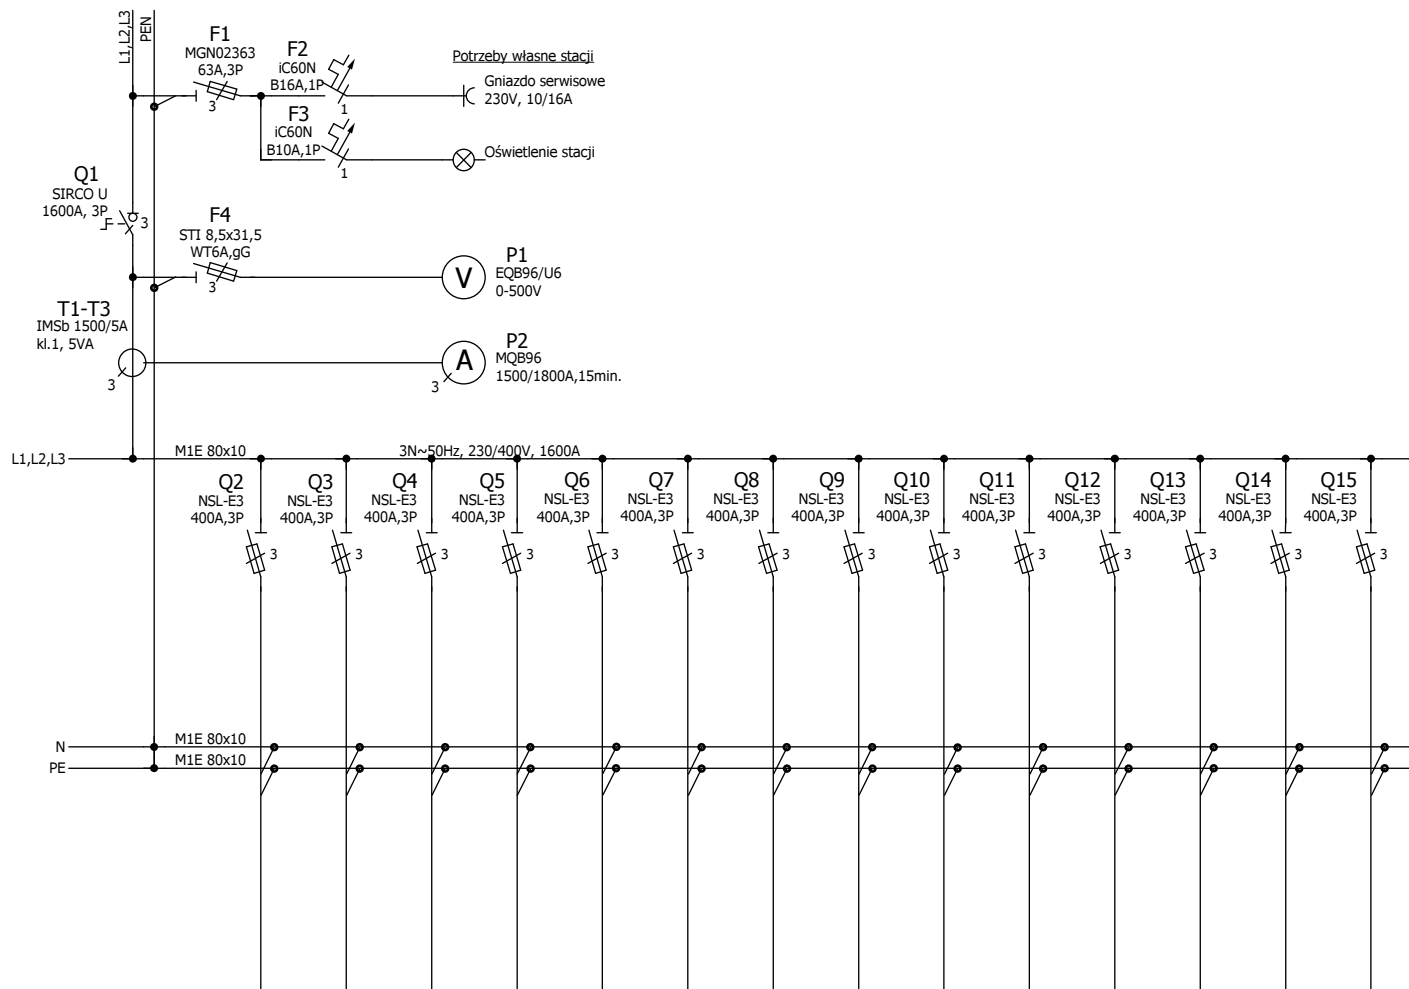 L1,L2,L3
PEN
F1
MGN02363
63A,3P
3
F2
iC60N
B16A,1P
1
Potrzeby własne stacji
Gniazdo serwisowe
230V, 10/16A
F3
iC60N
B10A,1P
1
Oświetlenie stacji
Q1
SIRCO U
1600A, 3P
3
F4
STI 8,5x31,5
WT6A,gG
3
V
P1
EQB96/U6
0-500V
T1-T3
IMSb 1500/5A
kl.1, 5VA
3
A
3
P2
MQB96
1500/1800A,15min.
L1,L2,L3
M1E 80x10
3N~50Hz, 230/400V, 1600A
Q2
NSL-E3
400A,3P
3
Q3
NSL-E3
400A,3P
3
Q4
NSL-E3
400A,3P
3
Q5
NSL-E3
400A,3P
3
Q6
NSL-E3
400A,3P
3
Q7
NSL-E3
400A,3P
3
Q8
NSL-E3
400A,3P
3
Q9
NSL-E3
400A,3P
3
Q10
NSL-E3
400A,3P
3
Q11
NSL-E3
400A,3P
3
Q12
NSL-E3
400A,3P
3
Q13
NSL-E3
400A,3P
3
Q14
NSL-E3
400A,3P
3
Q15
NSL-E3
400A,3P
3
N
M1E 80x10
PE
M1E 80x10